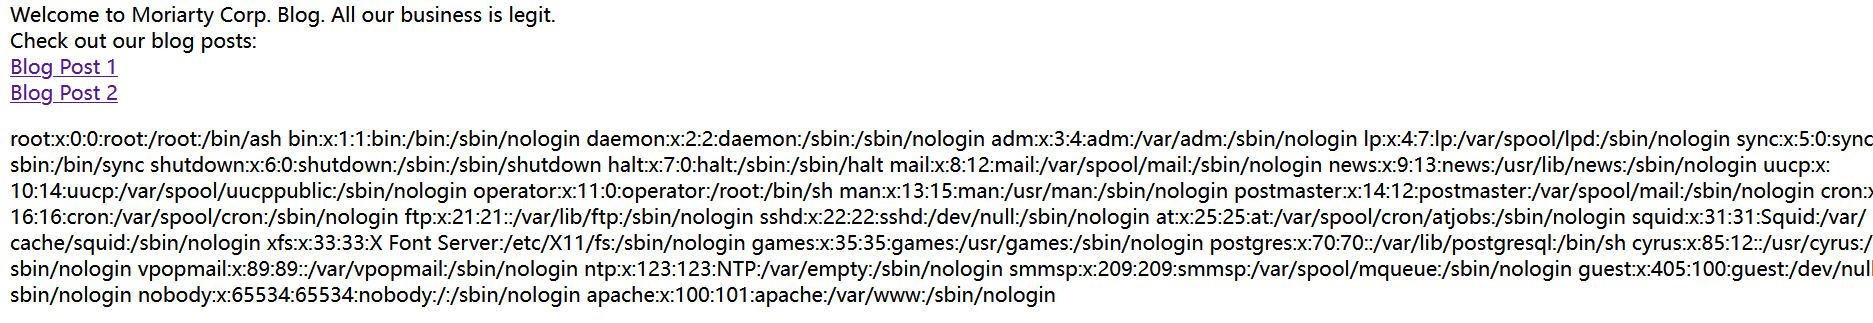 Welcome to Moriarty Corp. Blog. All our business is legit.
Check out our blog posts:
Blog Post 1
Blog Post 2
root:x:0:0:root:/root:/bin/ash bin:x:1:1:bin:/bin:/sbin/nologin daemon:x:2:2:daemon:/sbin:/sbin/nologin adm:x:3:4:adm:/var/adm:/sbin/nologin lp:x:4:7:lp:/var/spool/lpd:/sbin/nologin sync:x:5:0:sync
sbin:/bin/sync shutdown:x:6:0:shutdown:/sbin:/sbin/shutdown halt:x:7:0:halt:/sbin:/sbin/halt mail:x:8:12:mail:/var/spool/mail:/sbin/nologin news:x:9:13:news:/usr/lib/news:/sbin/nologin uucp:x:
10:14:uucp:/var/spool/uucppublic:/sbin/nologin operator:x:11:0:operator:/root:/bin/sh man:x:13:15:man:/usr/man:/sbin/nologin postmaster:x:14:12:postmaster:/var/spool/mail:/sbin/nologin cron:x
16:16:cron:/var/spool/cron:/sbin/nologin ftp:x:21:21::/var/lib/ftp:/sbin/nologin sshd:x:22:22:sshd:/dev/null:/sbin/nologin at:x:25:25:at:/var/spool/cron/atjobs:/sbin/nologin squid:x:31:31:Squid:/var/
cache/squid:/sbin/nologin xfs:x:33:33:X Font Server:/etc/X11/fs:/sbin/nologin games:x:35:35:games:/usr/games:/sbin/nologin postgres:x:70:70::/var/lib/postgresql:/bin/sh cyrus:x:85:12::/usr/cyrus:/
sbin/nologin vpopmail:x:89:89::/var/vpopmail:/sbin/nologin ntp:x:123:123:NTP:/var/empty:/sbin/nologin smmsp:x:209:209:smmsp:/var/spool/mqueue:/sbin/nologin guest:x:405:100:guest:/dev/null
sbin/nologin nobody:x:65534:65534:nobody:/:/sbin/nologin apache:x:100:101:apache:/var/www:/sbin/nologin